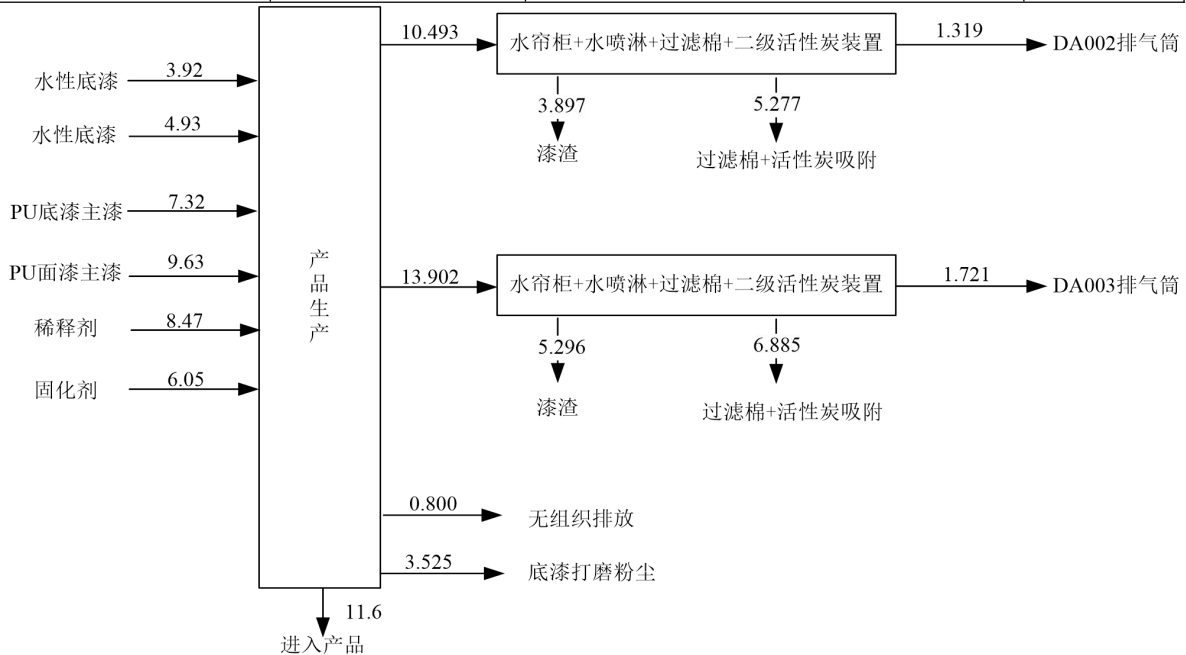 10.493
水帘柜+水喷淋+过滤棉+二级活性炭装置
1.319
DA002排气筒
3.897
漆渣
5.277
过滤棉+活性炭吸附
水性底漆
3.92
水性底漆
4.93
PU底漆主漆
7.32
PU面漆主漆
9.63
稀释剂
8.47
固化剂
6.05
产品生产
13.902
水帘柜+水喷淋+过滤棉+二级活性炭装置
1.721
DA003排气筒
5.296
漆渣
6.885
过滤棉+活性炭吸附
0.800
无组织排放
3.525
底漆打磨粉尘
11.6
进入产品